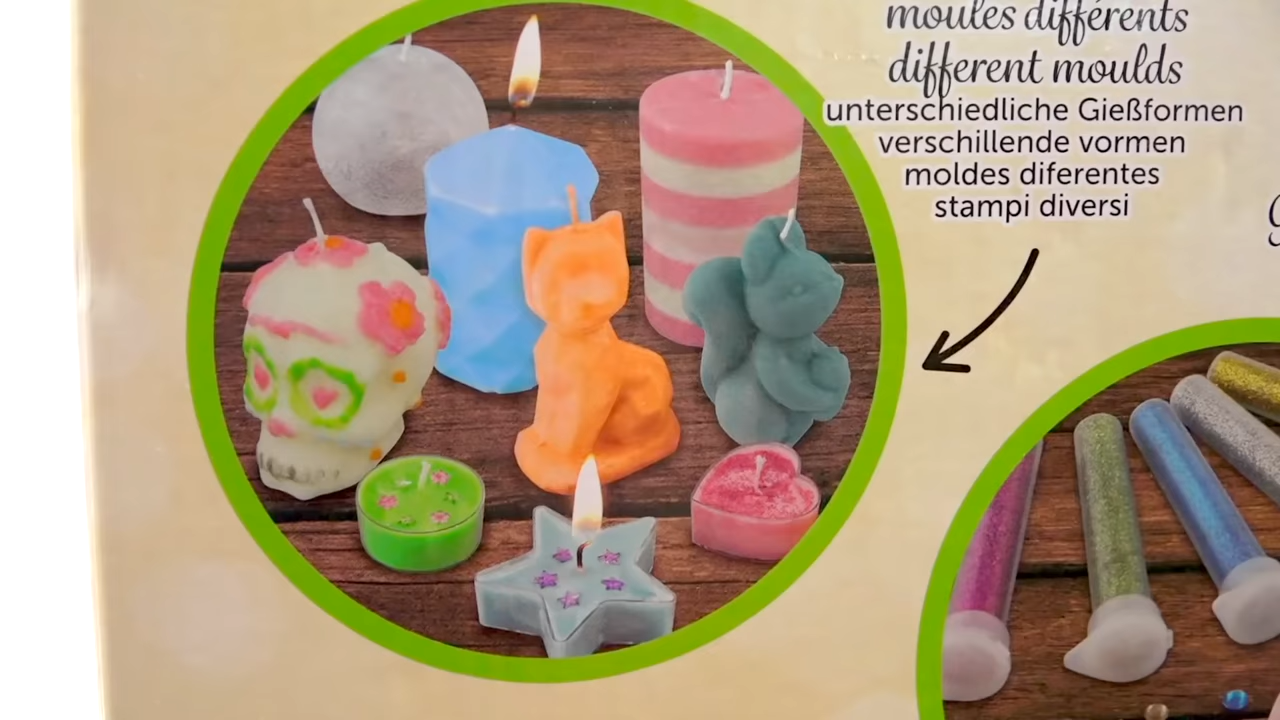 moules différents
different moulds
unterschiedliche Gießformen
verschillende vormen
moldes diferentes
stampi diversi